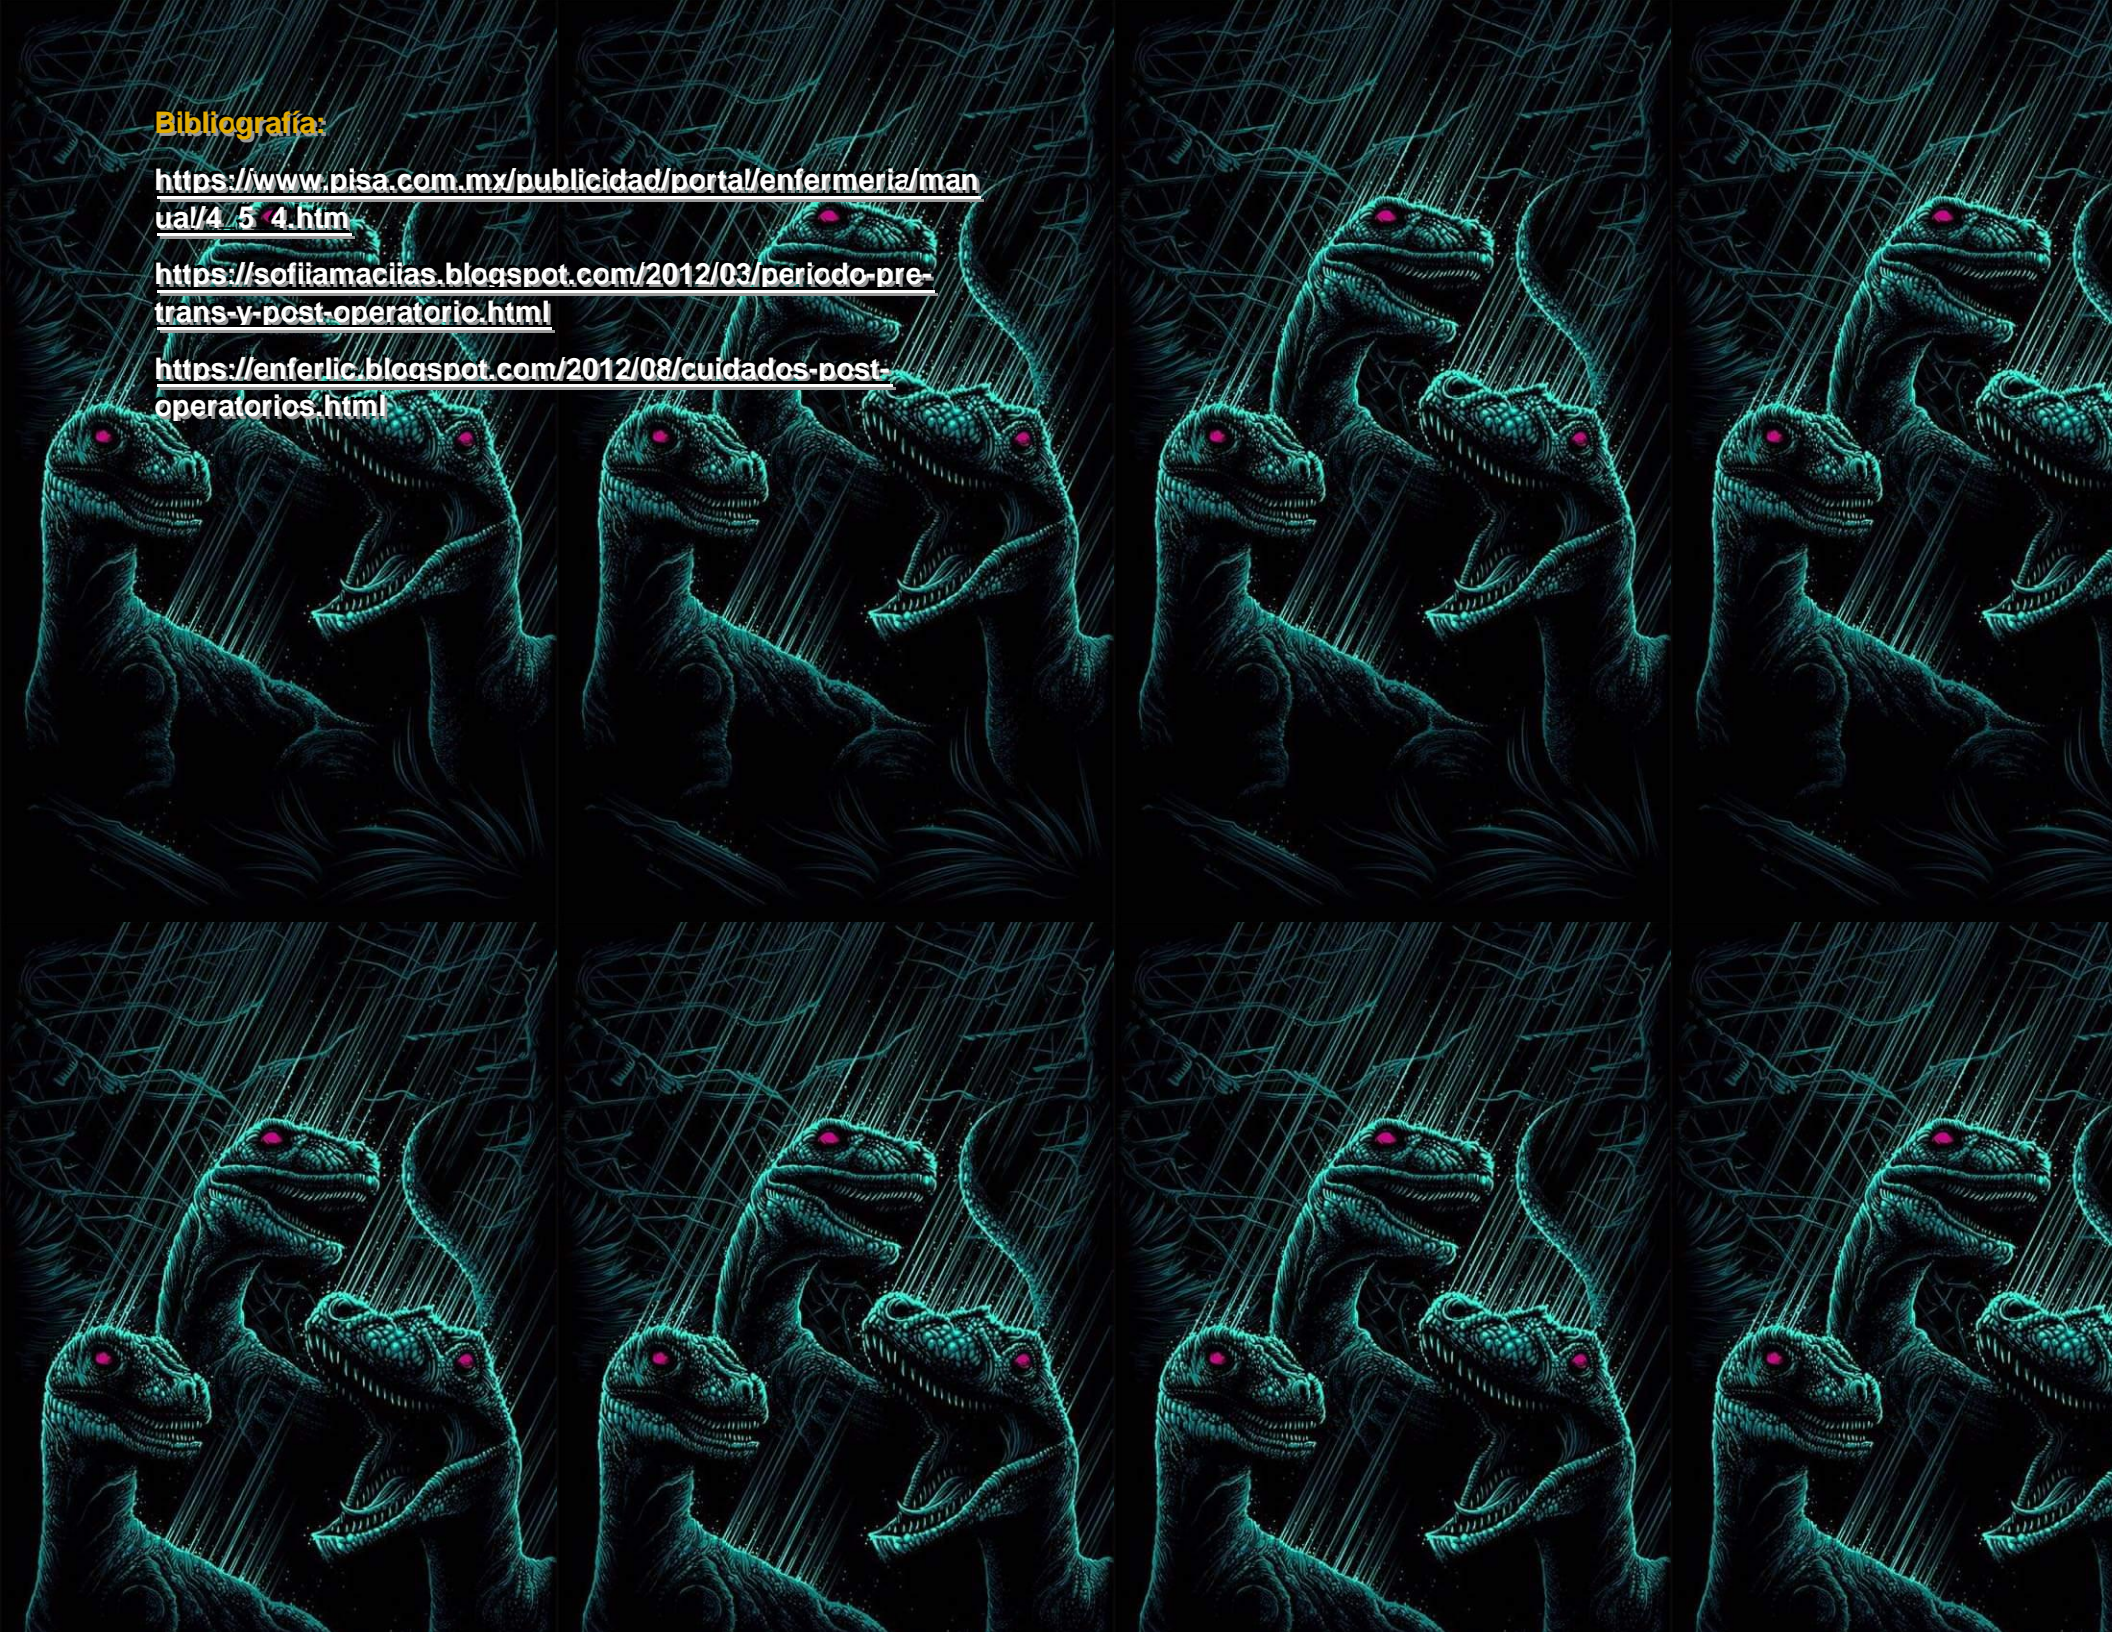 Bibliografía:
https://www.pisa.com.mx/publicidad/portal/enfermeria/man
ual/4_5_4.htm
https://sofiiamaciias.blogspot.com/2012/03/periodo-pre-
trans-y-post-operatorio.html
https://enferlic.blogspot.com/2012/08/cuidados-post-
operatorios.html